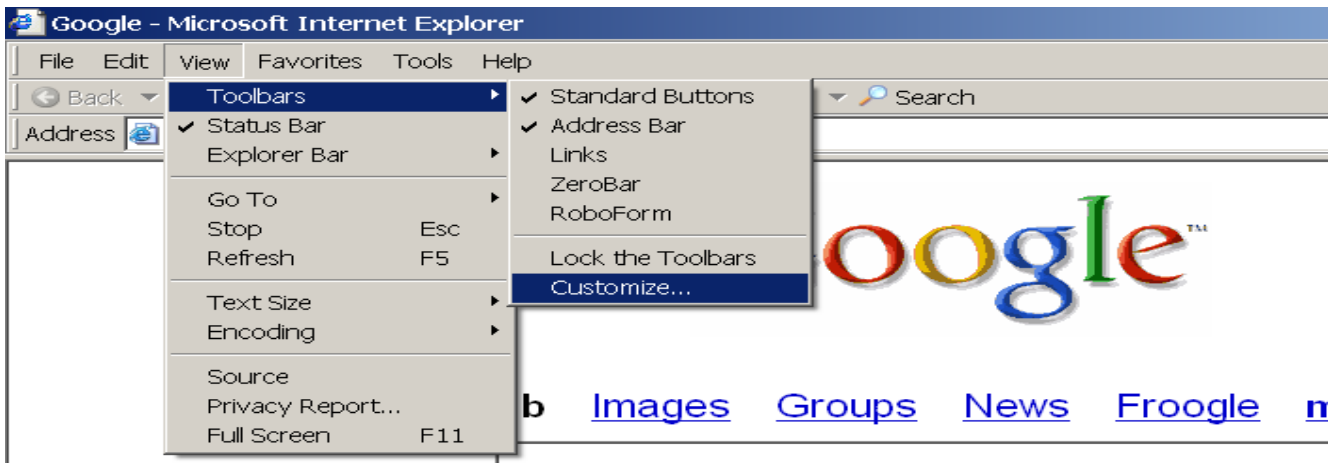 Google - Microsoft Internet Explorer
File Edit View Favorites Tools Help
Back Search
Address
Toolbars
Status Bar
Explorer Bar
Go To
Stop Esc
Refresh F5
Text Size
Encoding
Source
Privacy Report...
Full Screen F11
Standard Buttons
Address Bar
Links
ZeroBar
RoboForm
Lock the Toolbars
Customize...
oogle™
b Images Groups News Froogle